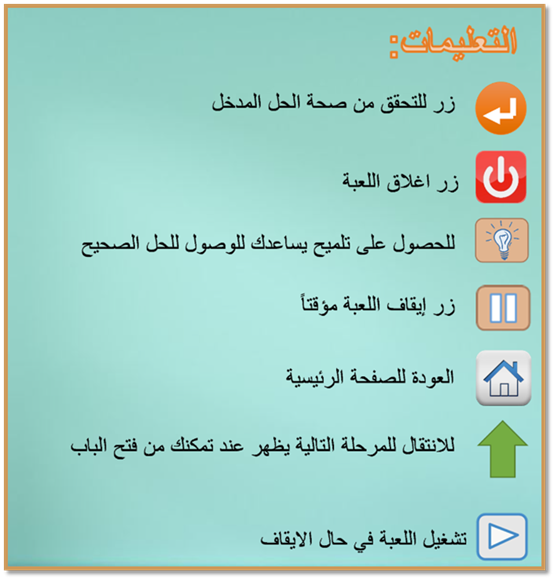 التعليمات:
زر للتحقق من صحة الحل المدخل
زر اغلاق اللعبة
للحصول على تلميح يساعدك للوصول للحل الصحيح
زر إيقاف اللعبة مؤقتاً
العودة للصفحة الرئيسية
للانتقال للمرحلة التالية يظهر عند تمكنك من فتح الباب
تشغيل اللعبة في حال الايقاف